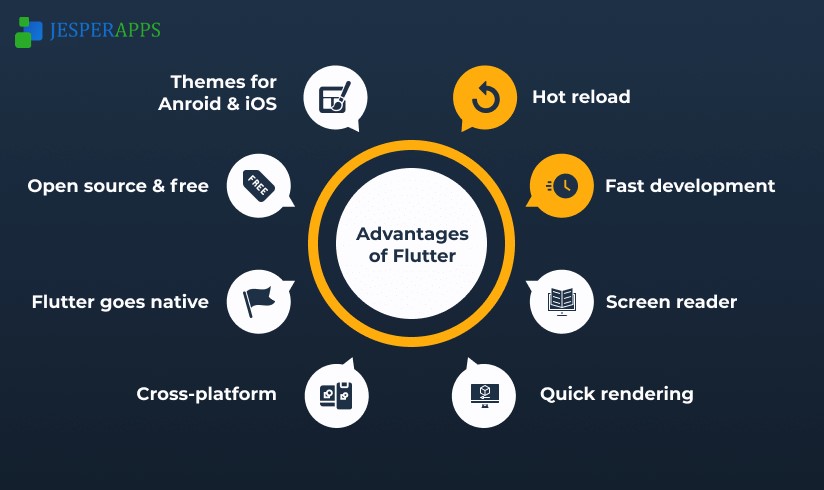 JESPERAPPS
Themes for
Anroid & iOS
Hot reload
Open source & free
FREE
Fast development
Advantages
of Flutter
Flutter goes native
Screen reader
Cross-platform
Quick rendering